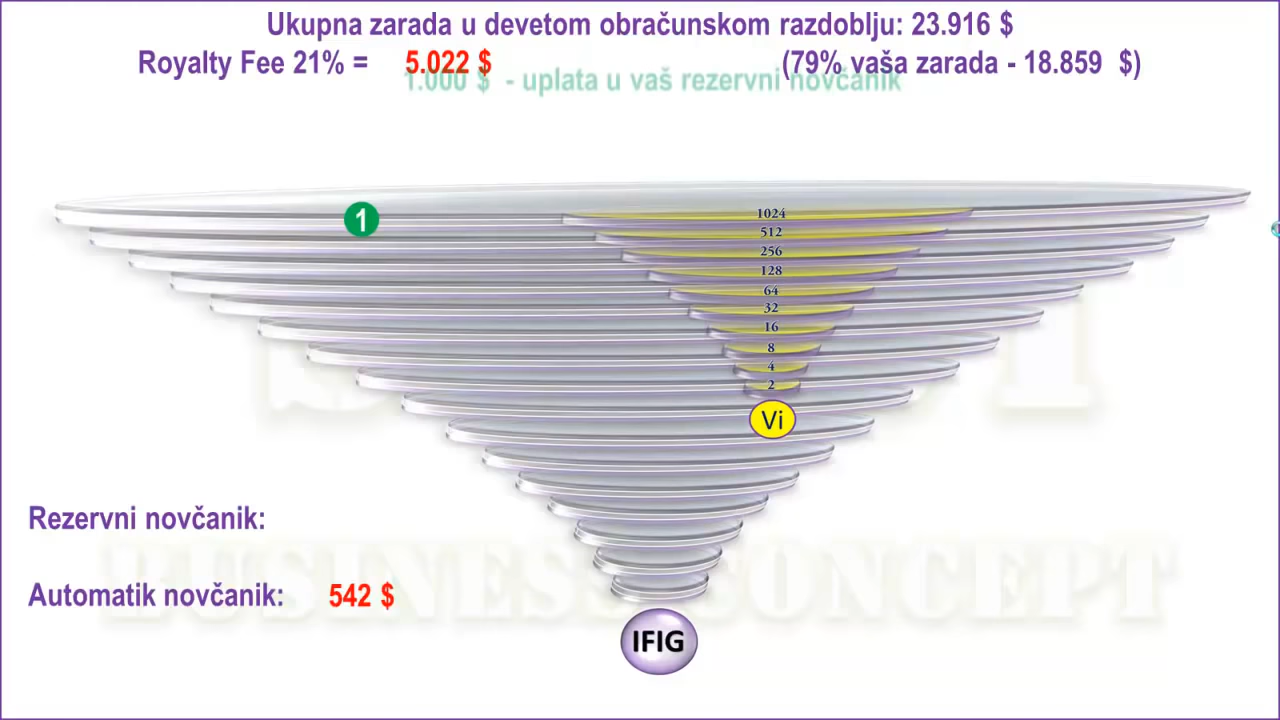 Ukupna zarada u devetom obračunskom razdoblju: 23.916 $
Royalty Fee 21% = 5.022 $ (79% vaša zarada - 18.859 $)
1.000 $ - uplata u vaš rezervni novčanik
1
1024
512
256
128
64
32
16
8
4
2
Vi
Rezervni novčanik:
BUSINESS CONCEPT
Automatik novčanik: 542 $
IFIG